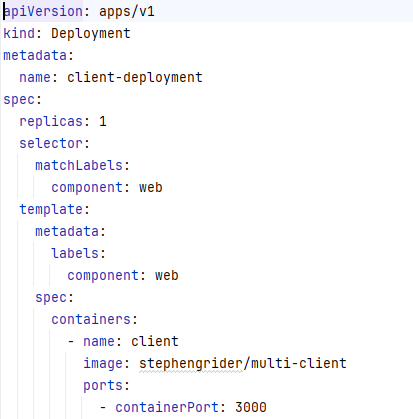 apiVersion: apps/v1
kind: Deployment
metadata:
  name: client-deployment
spec:
  replicas: 1
  selector:
    matchLabels:
      component: web
  template:
    metadata:
      labels:
        component: web
    spec:
      containers:
        - name: client
          image: stephengrider/multi-client
          ports:
            - containerPort: 3000